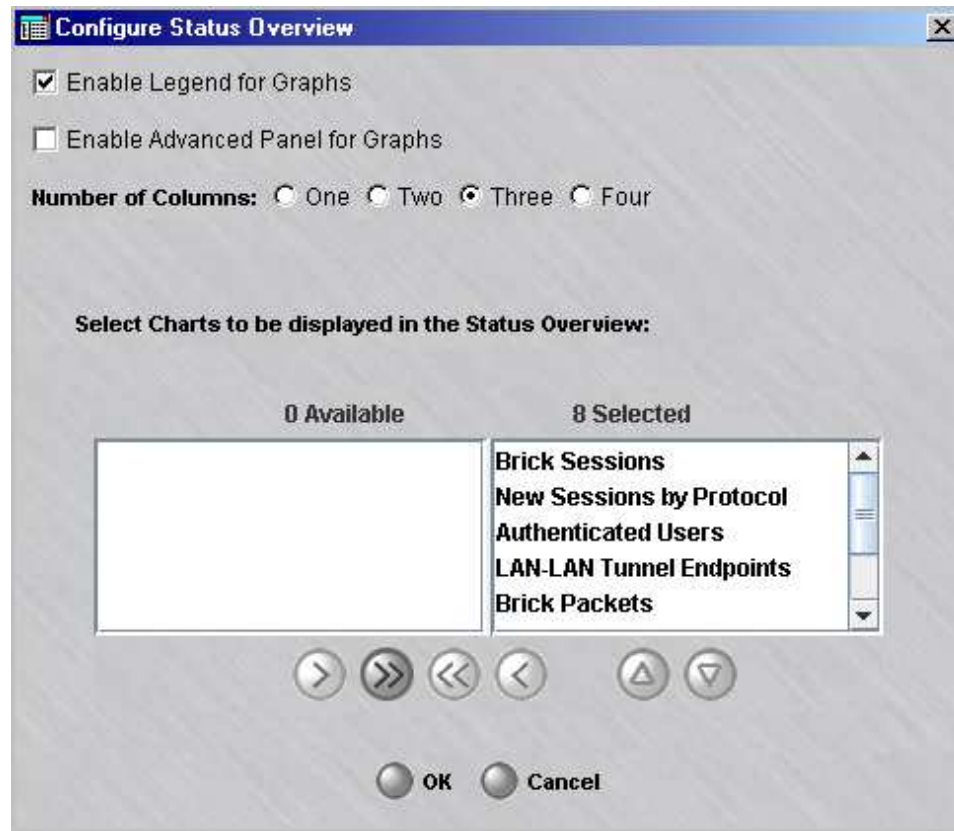 Configure Status Overview
Enable Legend for Graphs
Enable Advanced Panel for Graphs
Number of Columns: One Two Three Four
Select Charts to be displayed in the Status Overview:
0 Available 8 Selected
Brick Sessions
New Sessions by Protocol
Authenticated Users
LAN-LAN Tunnel Endpoints
Brick Packets
OK Cancel